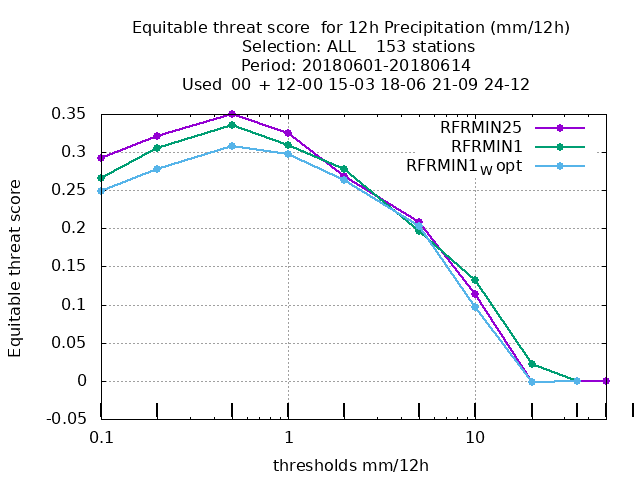 Equitable threat score  for 12h Precipitation (mm/12h)
Selection: ALL    153 stations
Period: 20180601-20180614
Used  00 + 12-00 15-03 18-06 21-09 24-12
RFRMIN25
RFRMIN1
RFRMIN1W opt
Equitable threat score
0.35
0.3
0.25
0.2
0.15
0.1
0.05
0
-0.05
0.1
1
10
thresholds mm/12h